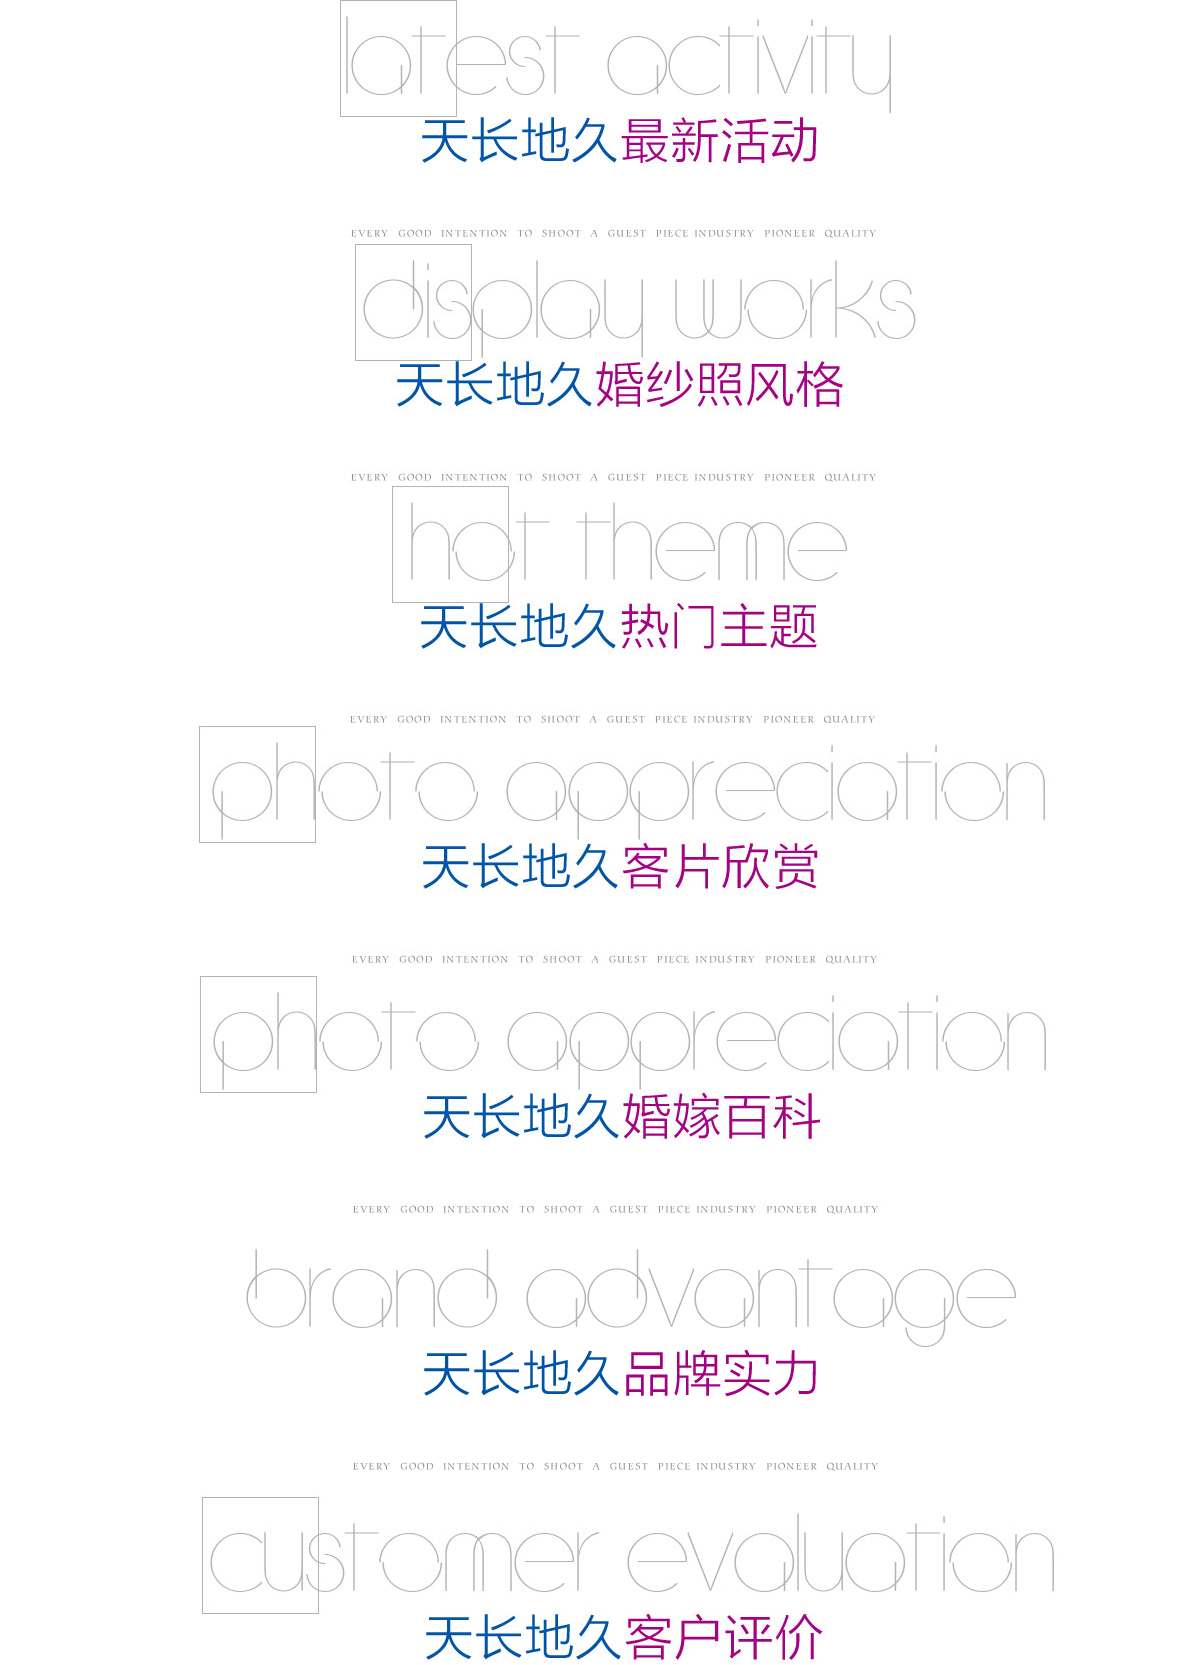 latest activity
天长地久最新活动
EVERY GOOD INTENTION TO SHOOT A GUEST PIECE INDUSTRY PIONEER QUALITY
display works
天长地久婚纱照风格
EVERY GOOD INTENTION TO SHOOT A GUEST PIECE INDUSTRY PIONEER QUALITY
hot theme
天长地久热门主题
EVERY GOOD INTENTION TO SHOOT A GUEST PIECE INDUSTRY PIONEER QUALITY
photo appreciation
天长地久客片欣赏
EVERY GOOD INTENTION TO SHOOT A GUEST PIECE INDUSTRY PIONEER QUALITY
photo appreciation
天长地久婚嫁百科
EVERY GOOD INTENTION TO SHOOT A GUEST PIECE INDUSTRY PIONEER QUALITY
brand advantage
天长地久品牌实力
EVERY GOOD INTENTION TO SHOOT A GUEST PIECE INDUSTRY PIONEER QUALITY
customer evaluation
天长地久客户评价